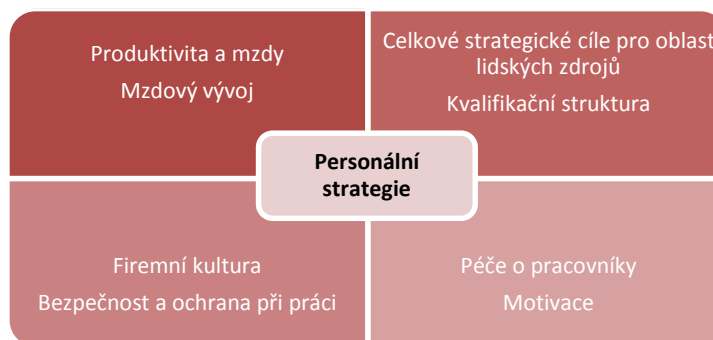 Produktivita a mzdy
Mzdový vývoj
Celkové strategické cíle pro oblast
lidských zdrojů
Kvalifikační struktura
Personální
strategie
Firemní kultura
Bezpečnost a ochrana při práci
Péče o pracovníky
Motivace